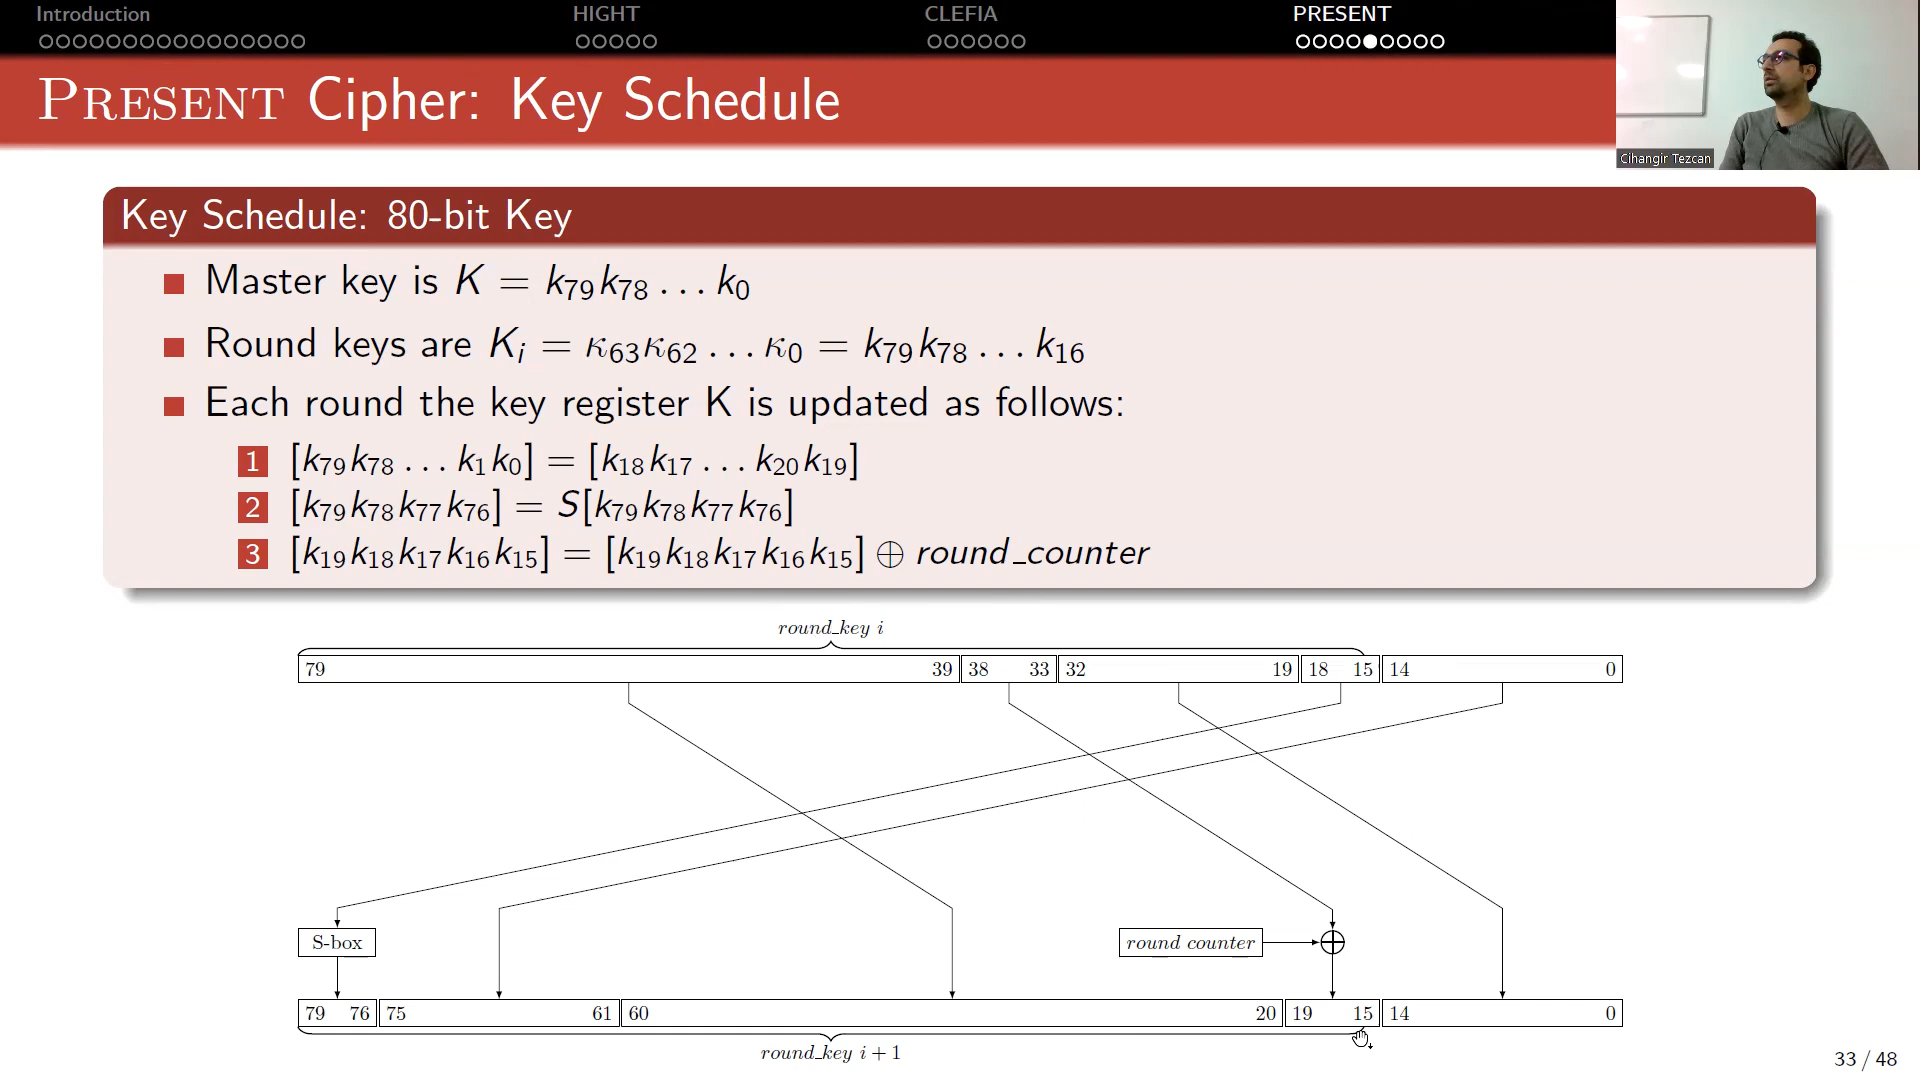 Introduction HIGHT CLEFIA PRESENT
PRESENT Cipher: Key Schedule
Cihangir Tezcan
Key Schedule: 80-bit Key
Master key is K = k79k78 … k0
Round keys are Ki = κ63κ62 … κ0 = k79k78 … k16
Each round the key register K is updated as follows:
1 [k79k78 … k1k0] = [k18k17 … k20k19]
2 [k79k78k77k76] = S[k79k78k77k76]
3 [k19k18k17k16k15] = [k19k18k17k16k15] ⊕ round_counter
round_key i
79 39 38 33 32 19 18 15 14 0
S-box round counter
79 76 75 61 60 20 19 15 14 0
round_key i + 1
33 / 48